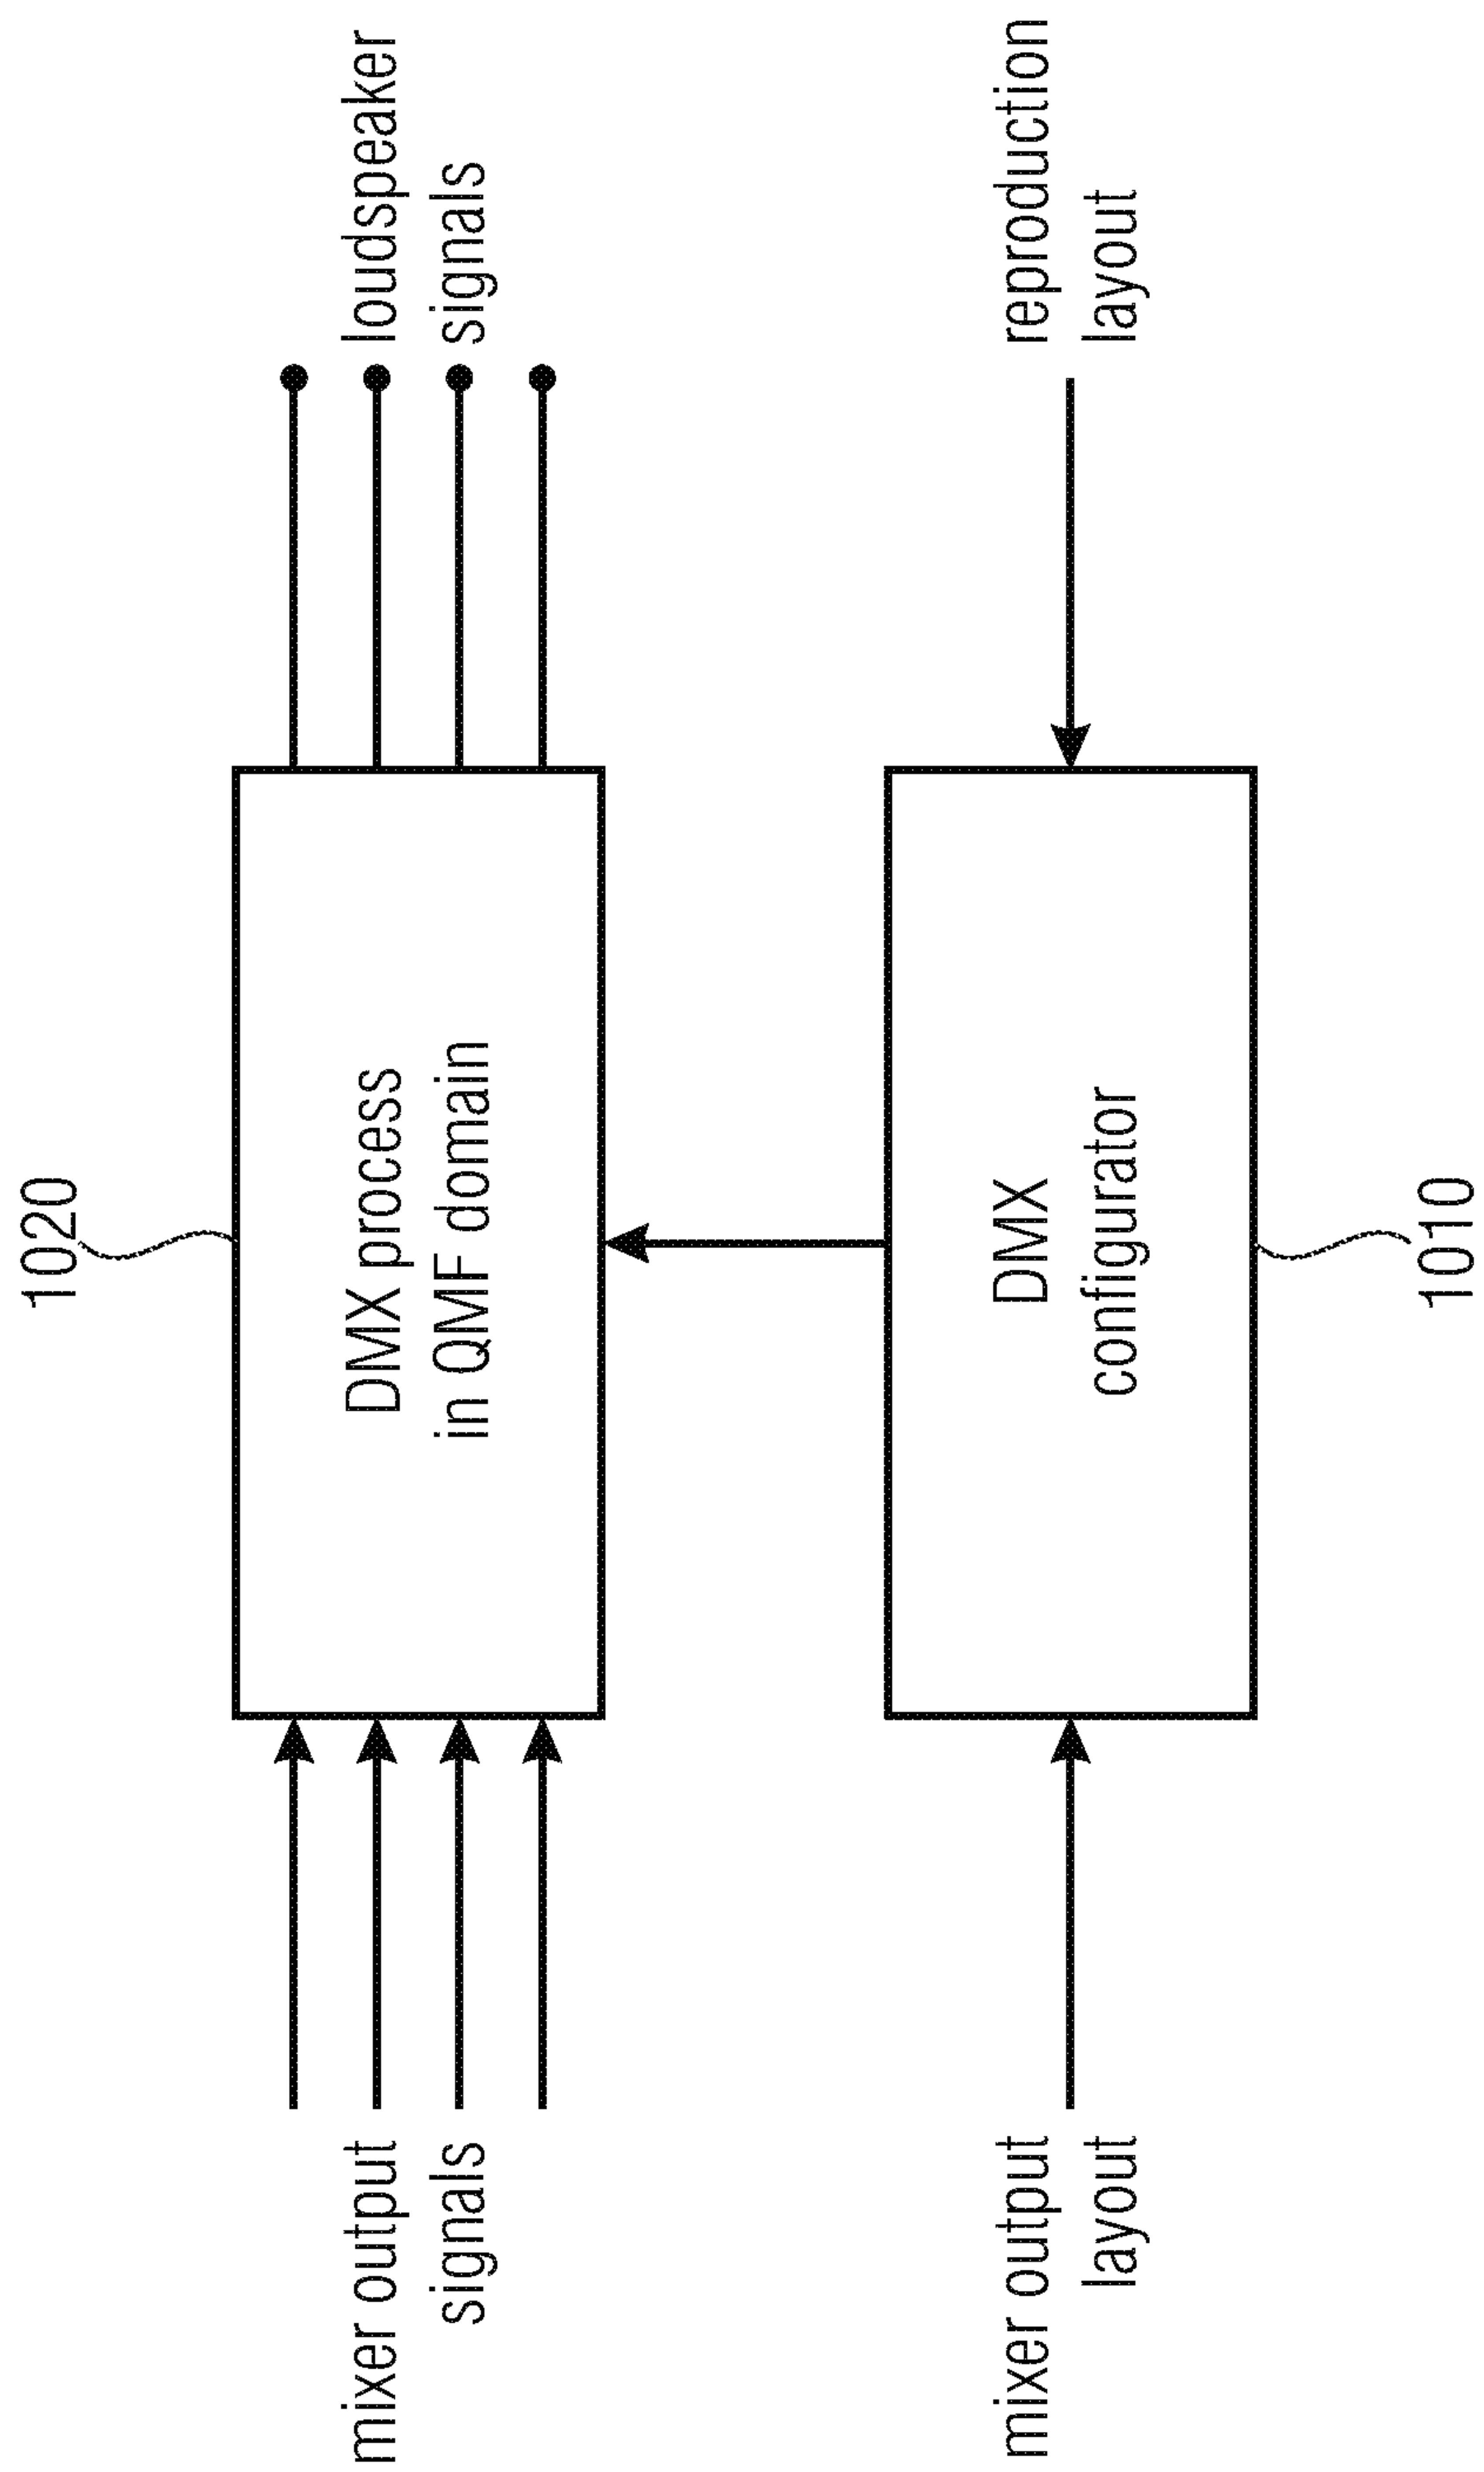 1020
mixer output
signals
DMX process
in QMF domain
loudspeaker
signals
mixer output
layout
DMX
configurator
reproduction
layout
1010